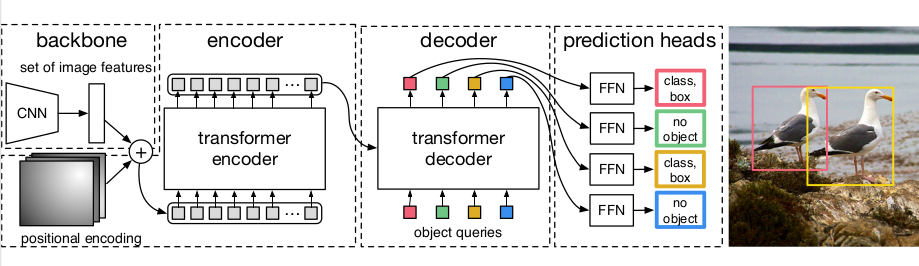 backbone
set of image features
CNN
+
positional encoding
encoder
...
transformer
encoder
...
decoder
transformer
decoder
object queries
prediction heads
FFN
class,
box
FFN
no
object
FFN
class,
box
FFN
no
object